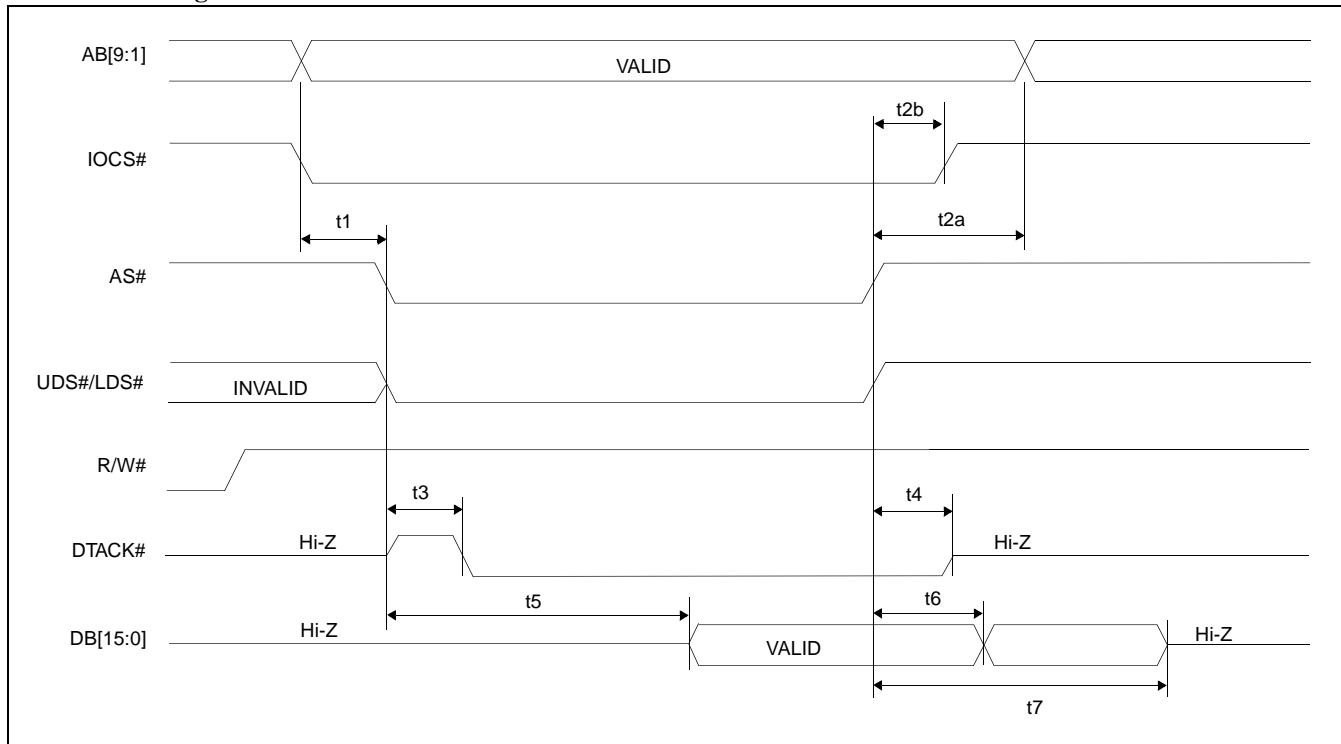 AB[9:1]
VALID
t2b
IOCS#
t1
t2a
AS#
UDS#/LDS#
INVALID
R/W#
t3
t4
DTACK#
Hi-Z
Hi-Z
t5
t6
DB[15:0]
Hi-Z
VALID
Hi-Z
t7